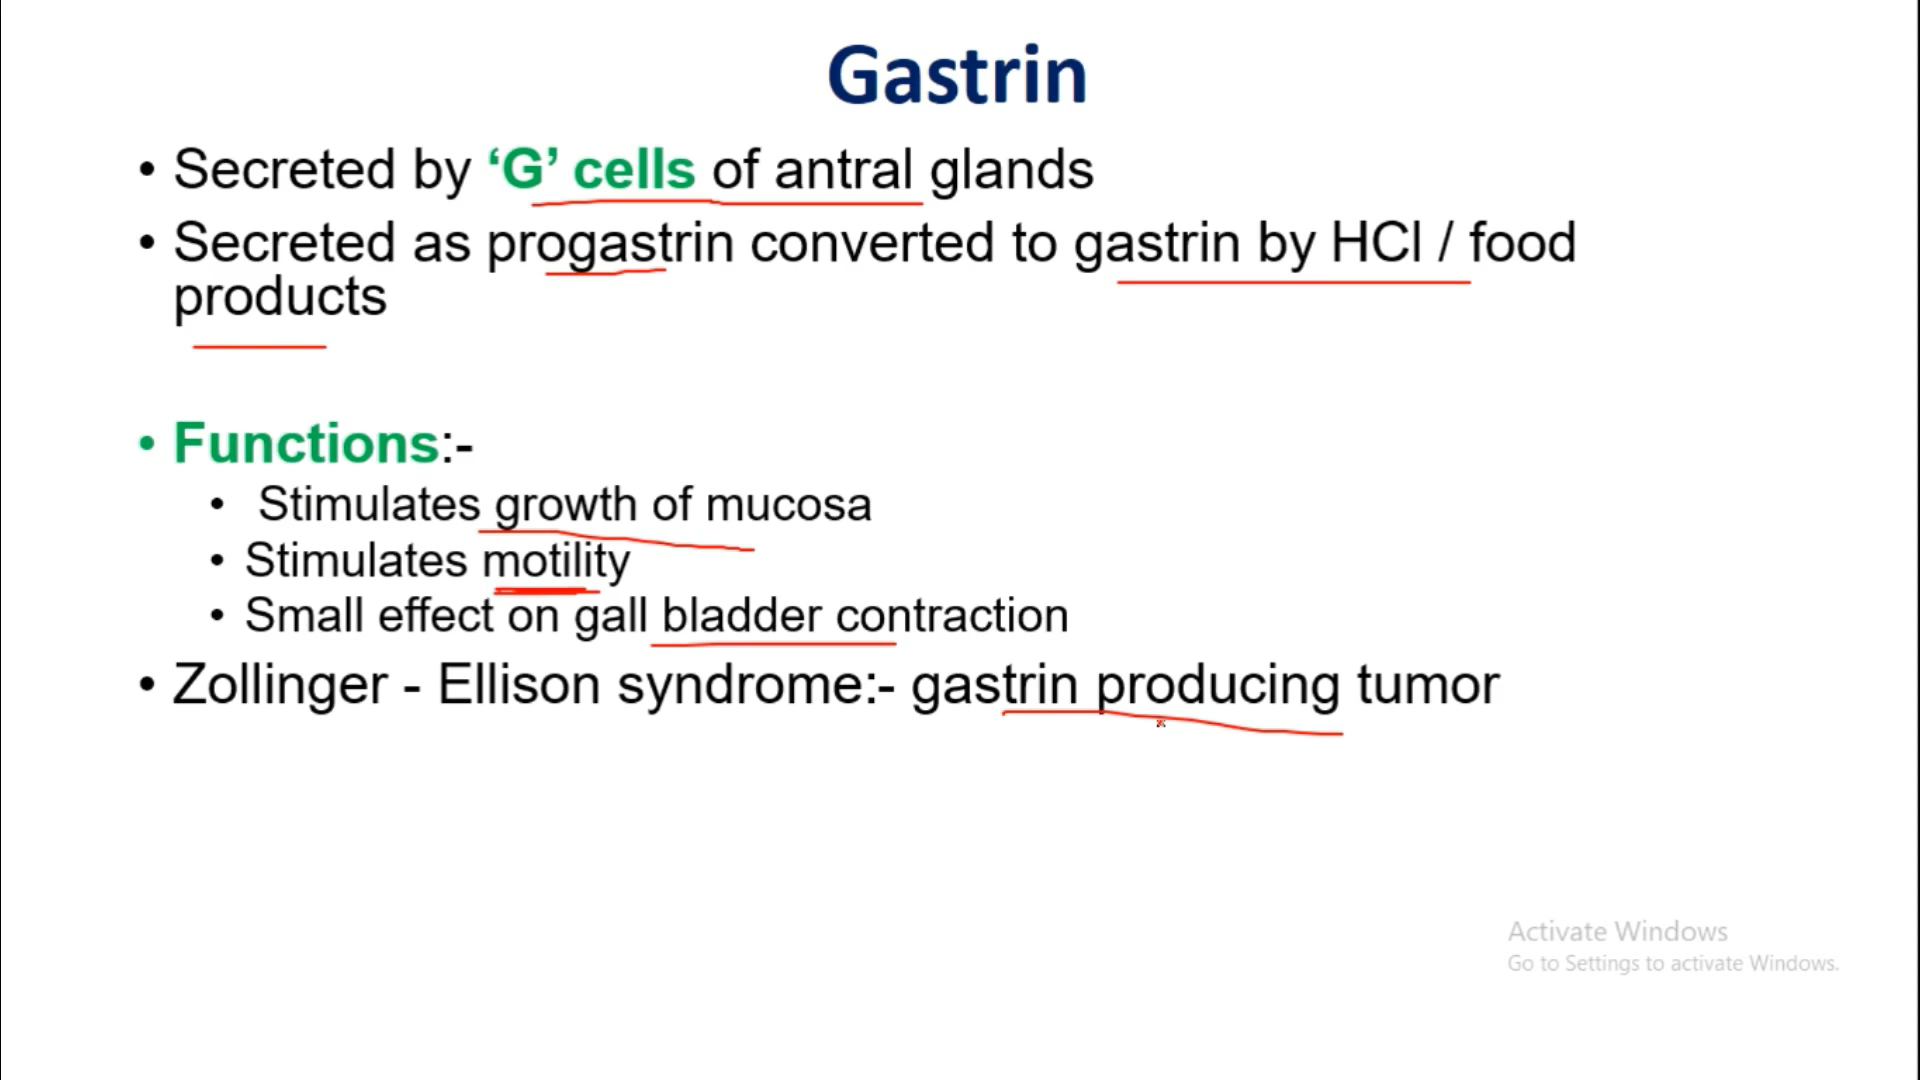 Gastrin
• Secreted by ‘G’ cells of antral glands
• Secreted as progastrin converted to gastrin by HCl / food
products
• Functions:-
• Stimulates growth of mucosa
• Stimulates motility
• Small effect on gall bladder contraction
• Zollinger - Ellison syndrome:- gastrin producing tumor
Activate Windows
Go to Settings to activate Windows.